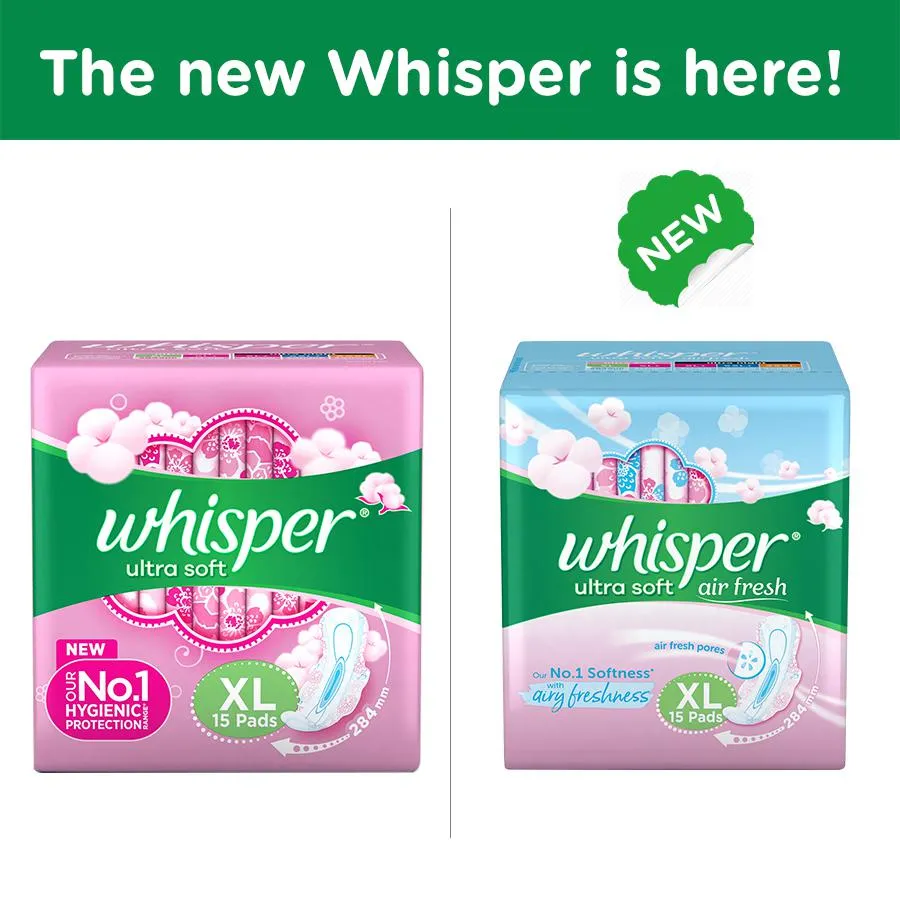 The new Whisper is here!
NEW
whisper®
ultra soft
NEW
OUR
No.1
HYGIENIC
PROTECTION
RANGE*
XL
15 Pads
284 mm
whisper®
ultra soft air fresh
air fresh pores
Our No.1 Softness*
with
airy freshness
XL
15 Pads
284 mm